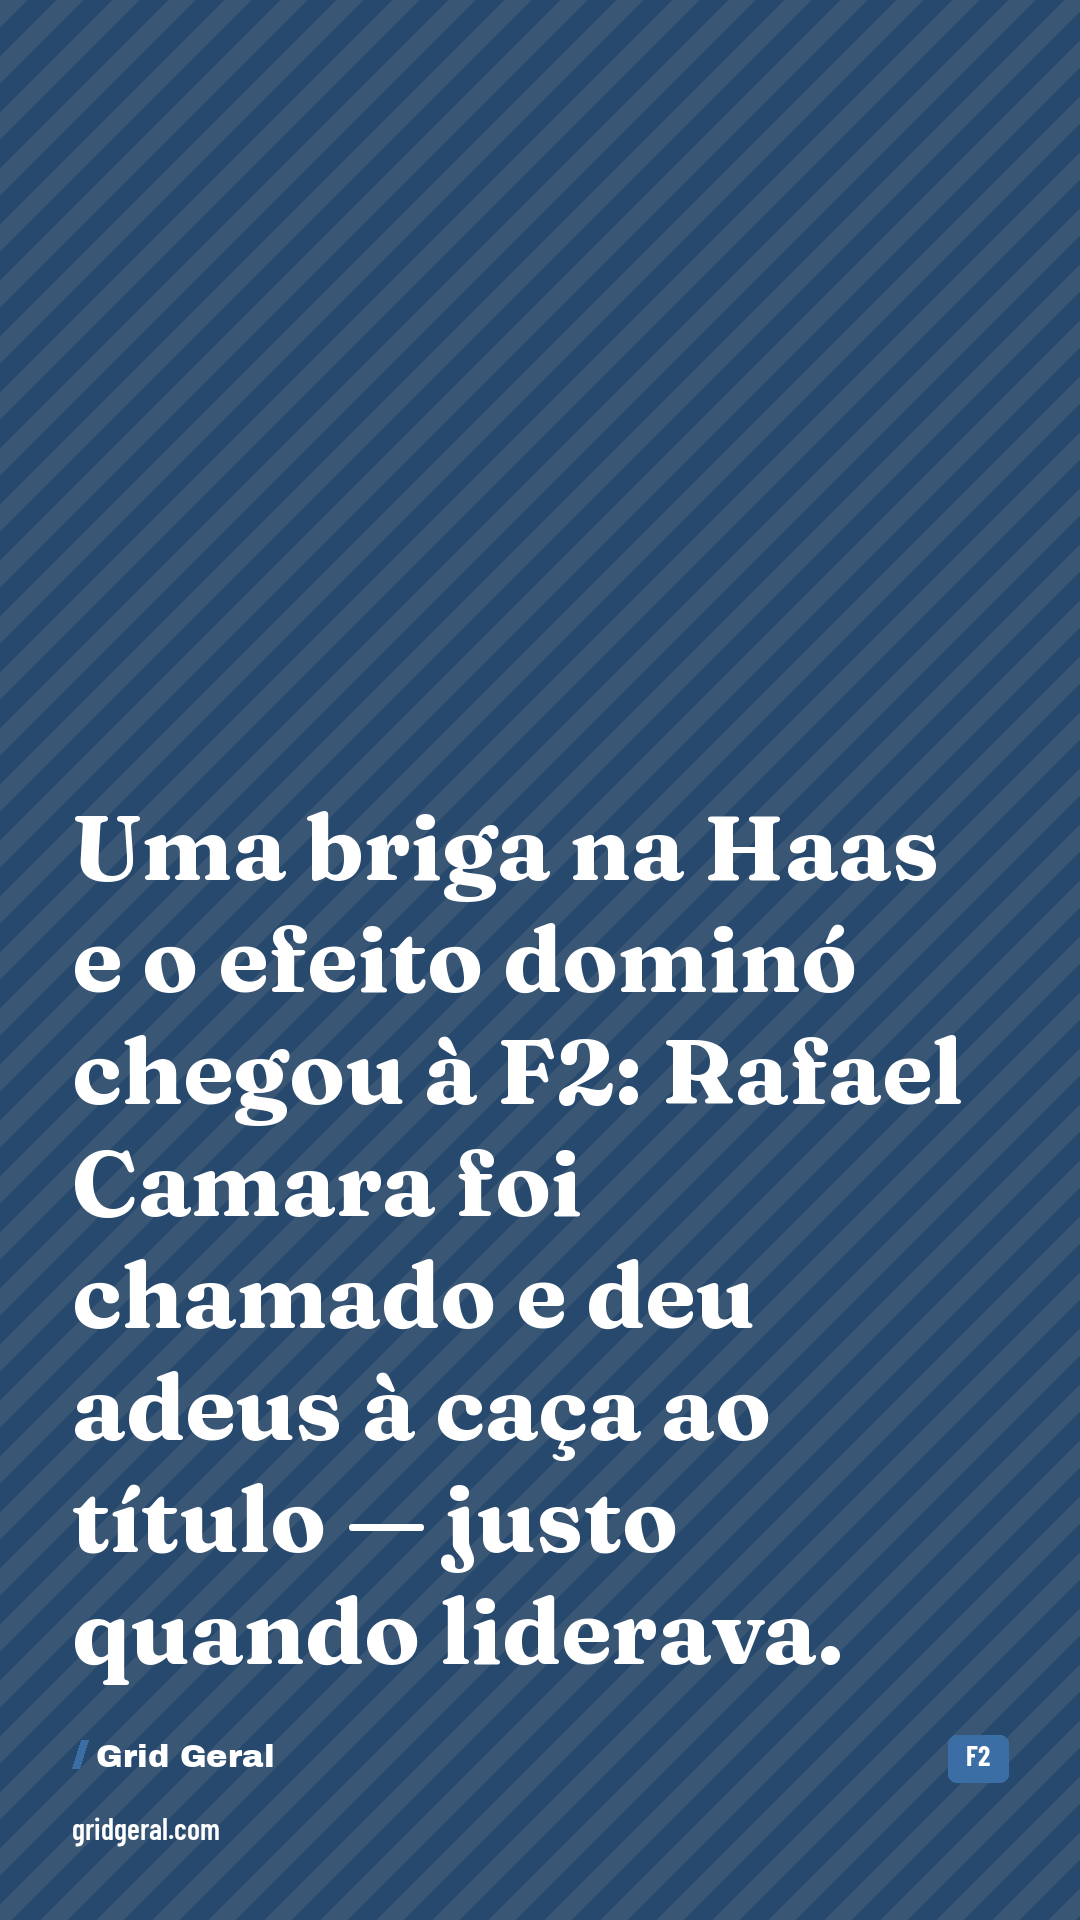 Uma briga na Haas
e o efeito dominó
chegou à F2: Rafael
Camara foi
chamado e deu
adeus à caça ao
título — justo
quando liderava.
Grid Geral
F2
gridgeral.com